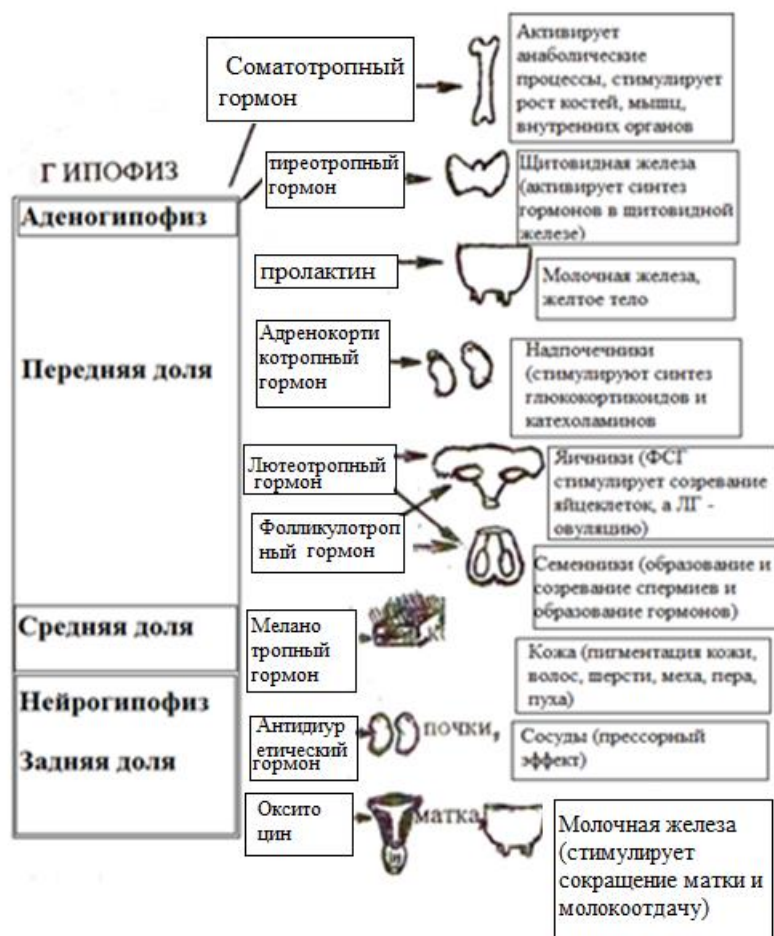 Соматотропный
гормон
Активирует
анаболические
процессы, стимулирует
рост костей, мышц,
внутренних органов
ГИПОФИЗ
Аденогипофиз
тиреотропный
гормон
Щитовидная железа
(активирует синтез
гормонов в щитовидной
железе)
пролактин
Молочная железа,
желтое тело
Передняя доля
Адренокорти
котропный
гормон
Надпочечники
(стимулируют синтез
глюкокортикоидов и
катехоламинов
Лютеотропный
гормон
Яичники (ФСГ
стимулирует созревание
яйцеклеток, а ЛГ -
овуляцию)
Фолликулотроп
ный гормон
Семенники (образование и
созревание спермиев и
образование гормонов)
Средняя доля
Мелано
тропный
гормон
Кожа (пигментация кожи,
волос, шерсти, меха, пера,
пуха)
Нейрогипофиз
Задняя доля
Антидиур
етический
гормон
почки,
Сосуды (прессорный
эффект)
Оксито
цин
матка,
Молочная железа
(стимулирует
сокращение матки и
молокоотдачу)